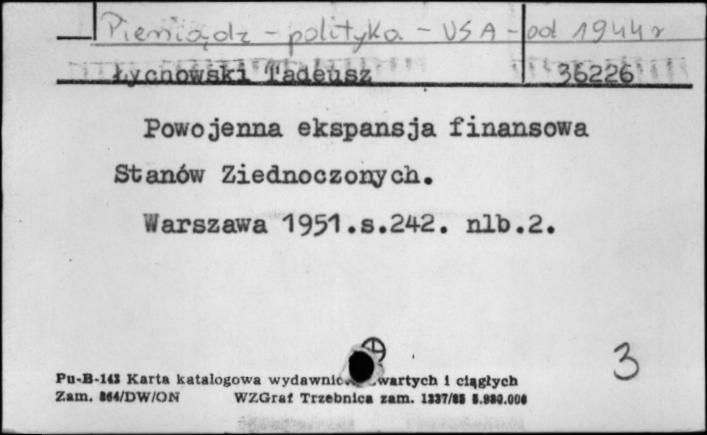 Pieniądz - polityka - USA - od 1944 r
Łychowski Tadeusz 36226
Powojenna ekspansja finansowa
Stanów Ziednoczonych.
Warszawa 1951.s.242. nlb.2.
3
Pu-B-143 Karta katalogowa wydawnic wartych i ciągłych
Zam. 864/DW/ON WZGraf Trzebnica zam. 1337/85 5.980.000